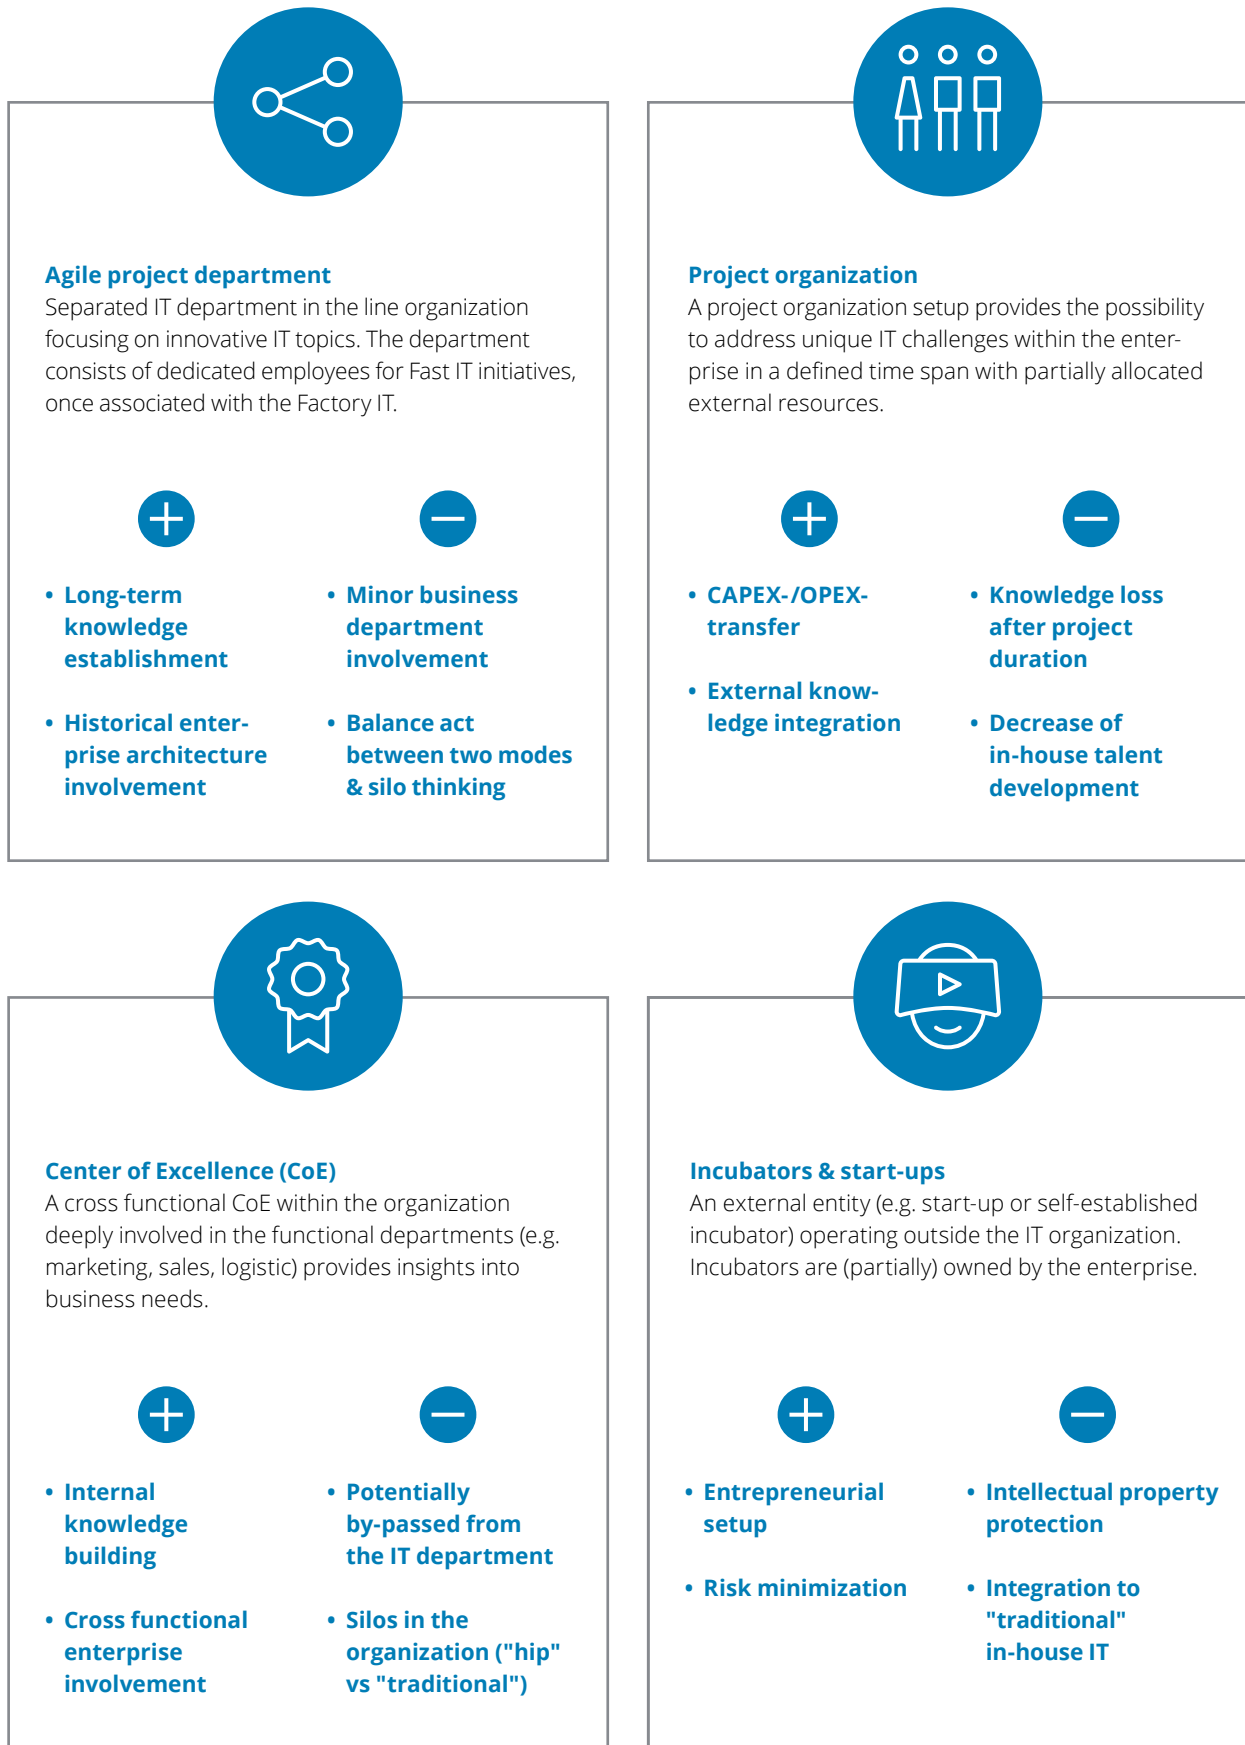 Agile project department
Separated IT department in the line organization
focusing on innovative IT topics. The department
consists of dedicated employees for Fast IT initiatives,
once associated with the Factory IT.
• Long-term
knowledge
establishment
• Historical enter-
prise architecture
involvement
• Minor business
department
involvement
• Balance act
between two modes
& silo thinking
Project organization
A project organization setup provides the possibility
to address unique IT challenges within the enter-
prise in a defined time span with partially allocated
external resources.
• CAPEX-/OPEX-
transfer
• External know-
ledge integration
• Knowledge loss
after project
duration
• Decrease of
in-house talent
development
Center of Excellence (CoE)
A cross functional CoE within the organization
deeply involved in the functional departments (e.g.
marketing, sales, logistic) provides insights into
business needs.
• Internal
knowledge
building
• Cross functional
enterprise
involvement
• Potentially
by-passed from
the IT department
• Silos in the
organization ("hip"
vs "traditional")
Incubators & start-ups
An external entity (e.g. start-up or self-established
incubator) operating outside the IT organization.
Incubators are (partially) owned by the enterprise.
• Entrepreneurial
setup
• Risk minimization
• Intellectual property
protection
• Integration to
"traditional"
in-house IT